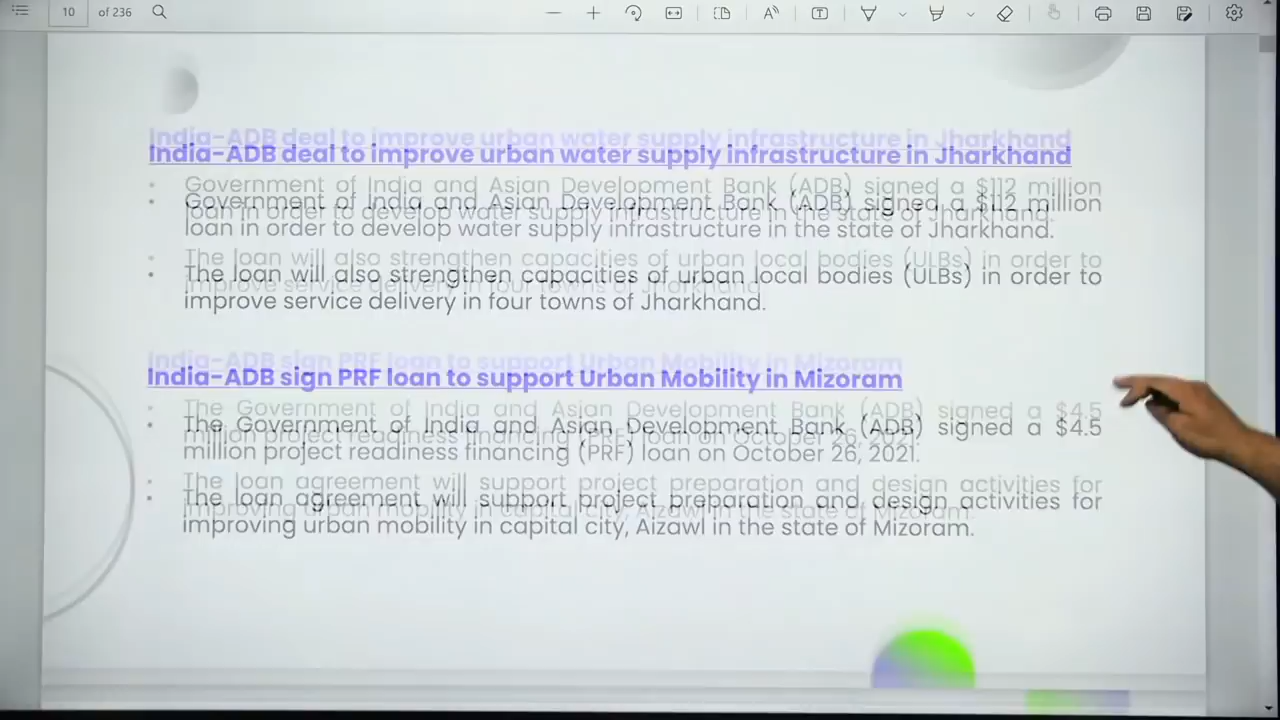 10 of 236
India-ADB deal to improve urban water supply infrastructure in Jharkhand
• Government of India and Asian Development Bank (ADB) signed a $112 million
loan in order to develop water supply infrastructure in the state of Jharkhand.
• The loan will also strengthen capacities of urban local bodies (ULBs) in order to
improve service delivery in four towns of Jharkhand.
India-ADB sign PRF loan to support Urban Mobility in Mizoram
• The Government of India and Asian Development Bank (ADB) signed a $4.5
million project readiness financing (PRF) loan on October 26, 2021.
• The loan agreement will support project preparation and design activities for
improving urban mobility in capital city, Aizawl in the state of Mizoram.